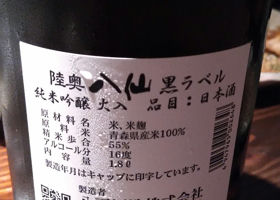 陸奥 八仙 黒ラベル
純米吟醸 火入 品目：日本酒
原材料名 米、米麹
原料米 青森県産米100%
精米歩合 55%
アルコール分 16度
内容量 1.8ℓ
製造年月はキャップに印字しています。
製造者
株式会社